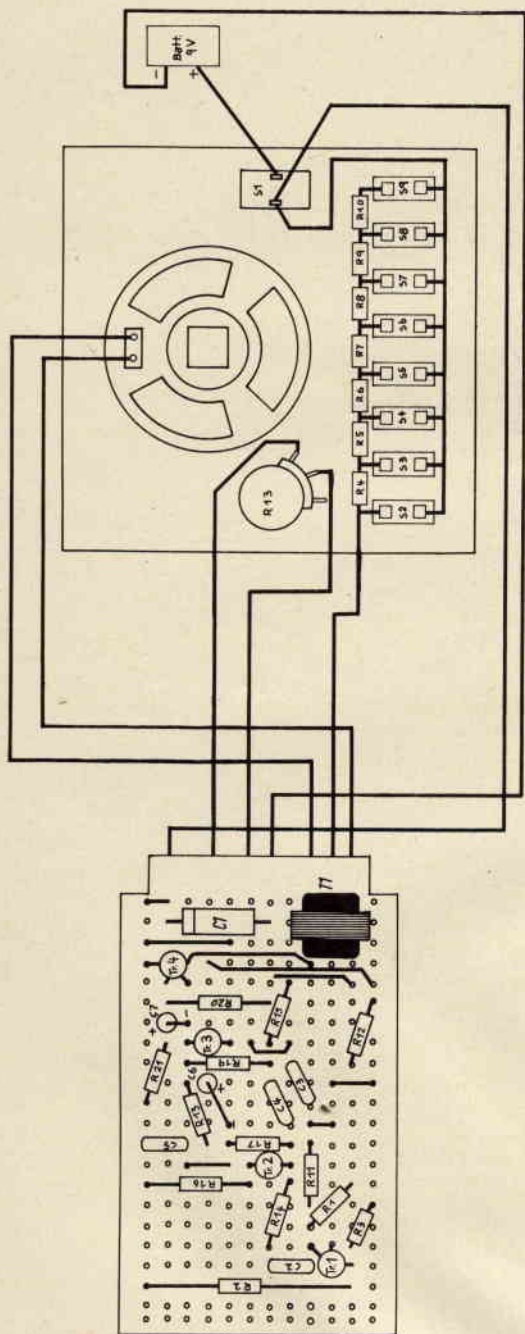 Batt.
9V
-
+
S1
R13
R10
R9
R8
R7
R6
R5
R4
S9
S8
S7
S6
S5
S4
S3
S2
C1
T1
Tr.4
C7
+
-
R20
R12
R21
Tr.3
R19
C6
+
-
R15
C4
C3
C5
R17
R16
Tr.2
R11
R14
R1
R3
C2
Tr.1
R2